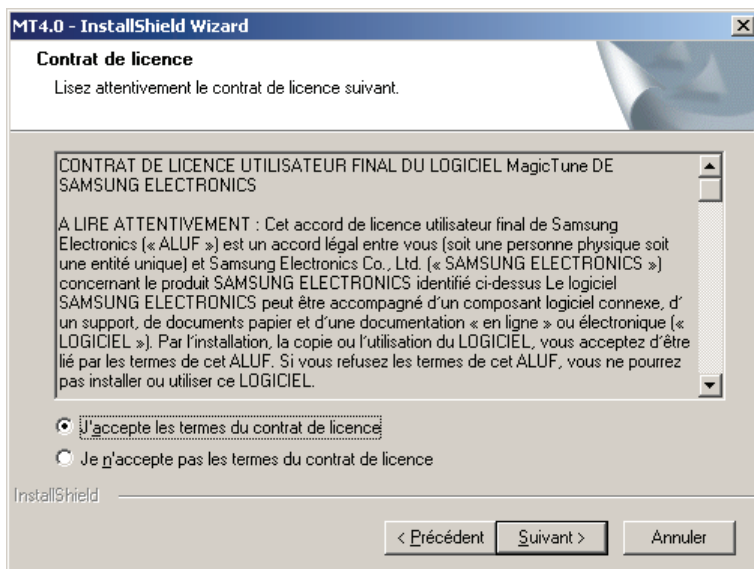 MT4.0 - InstallShield Wizard
Contrat de licence
Lisez attentivement le contrat de licence suivant.
CONTRAT DE LICENCE UTILISATEUR FINAL DU LOGICIEL MagicTune DE
SAMSUNG ELECTRONICS
A LIRE ATTENTIVEMENT : Cet accord de licence utilisateur final de Samsung
Electronics (« ALUF ») est un accord légal entre vous (soit une personne physique soit
une entité unique) et Samsung Electronics Co., Ltd. (« SAMSUNG ELECTRONICS »)
concernant le produit SAMSUNG ELECTRONICS identifié ci-dessus Le logiciel
SAMSUNG ELECTRONICS peut être accompagné d'un composant logiciel connexe, d'
un support, de documents papier et d'une documentation « en ligne » ou électronique («
LOGICIEL »). Par l'installation, la copie ou l'utilisation du LOGICIEL, vous acceptez d'être
lié par les termes de cet ALUF. Si vous refusez les termes de cet ALUF, vous ne pourrez
pas installer ou utiliser ce LOGICIEL.
J'accepte les termes du contrat de licence
Je n'accepte pas les termes du contrat de licence
InstallShield
< Précédent Suivant > Annuler